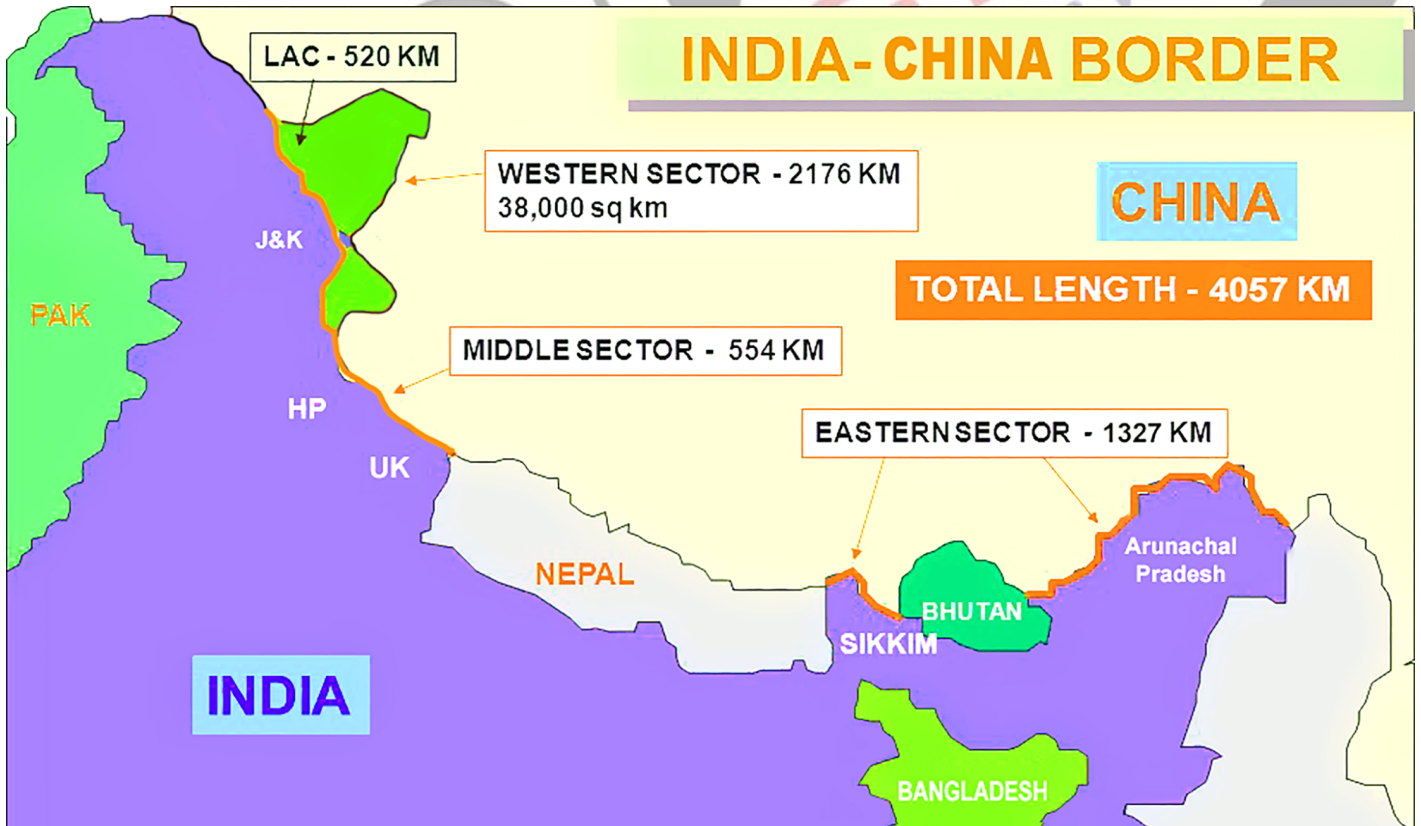 INDIA- CHINA BORDER
LAC - 520 KM
WESTERN SECTOR - 2176 KM
38,000 sq km
CHINA
J&K
TOTAL LENGTH - 4057 KM
PAK
MIDDLE SECTOR - 554 KM
HP
EASTERN SECTOR - 1327 KM
UK
Arunachal
Pradesh
NEPAL
BHUTAN
SIKKIM
INDIA
BANGLADESH